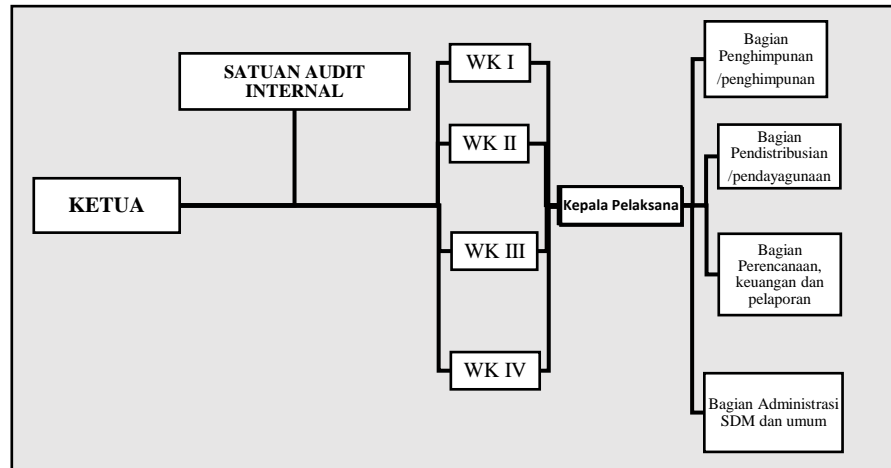 SATUAN AUDIT
INTERNAL
KETUA
WK I
WK II
WK III
WK IV
Kepala Pelaksana
Bagian
Penghimpunan
/penghimpunan
Bagian
Pendistribusian
/pendayagunaan
Bagian
Perencanaan,
keuangan dan
pelaporan
Bagian Administrasi
SDM dan umum